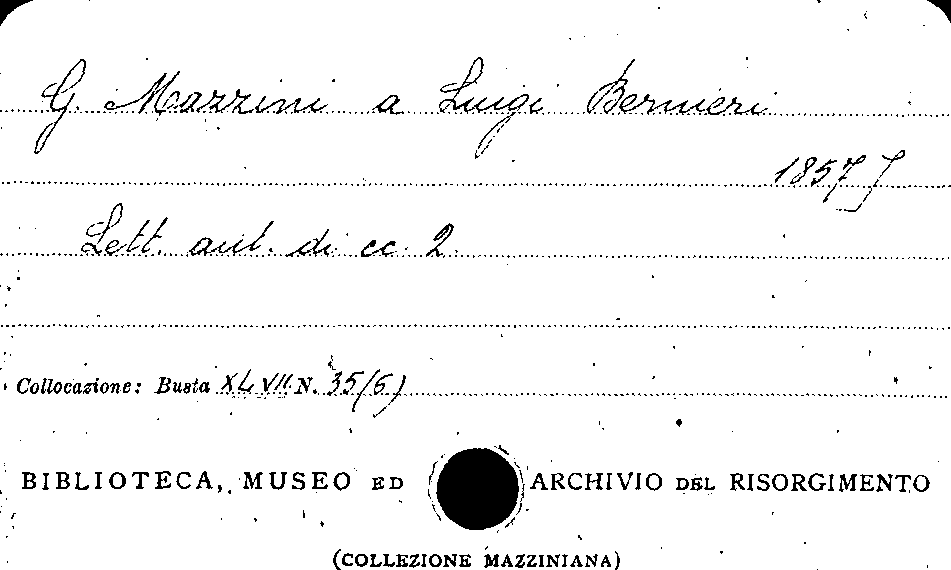 G. Mazzini a Luigi Bernieri
1857]
Lett. aut. di cc. 2.
Collocazione: Busta XLVII N. 35(6)
BIBLIOTECA, MUSEO ED ARCHIVIO DEL RISORGIMENTO
(COLLEZIONE MAZZINIANA)